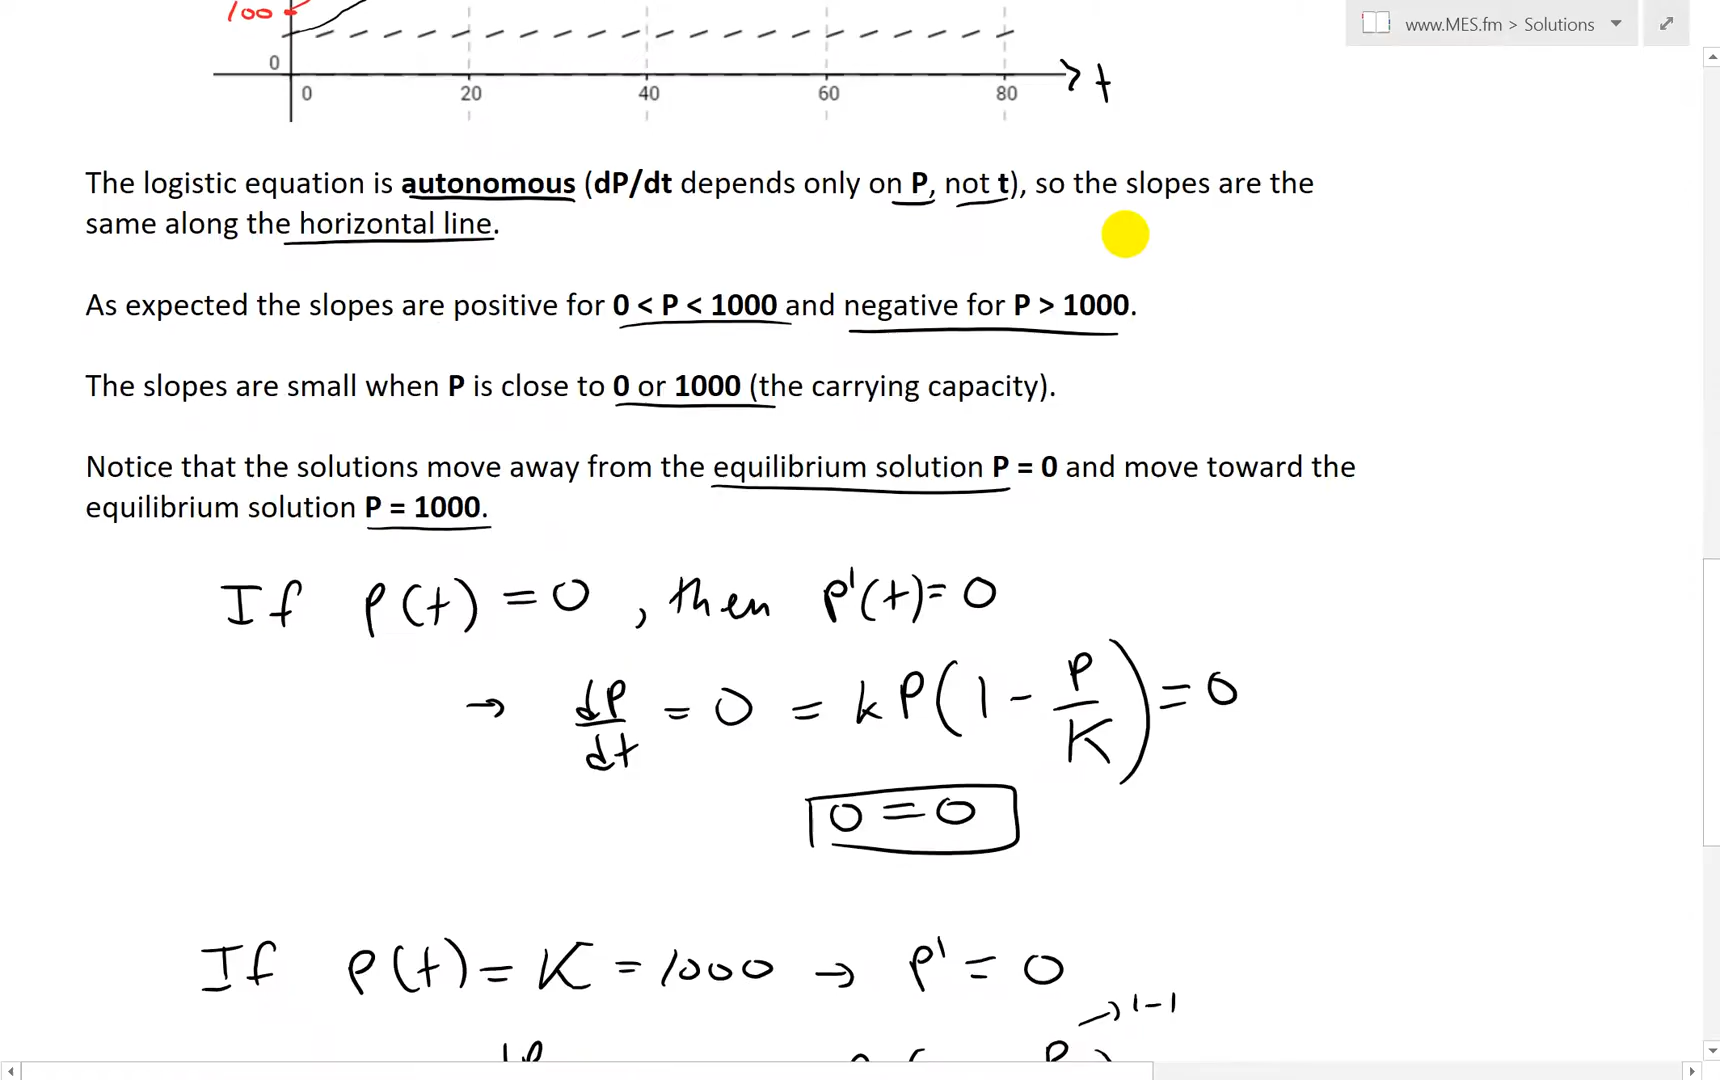 100
www.MES.fm > Solutions
0
0 20 40 60 80 t
The logistic equation is autonomous (dP/dt depends only on P, not t), so the slopes are the
same along the horizontal line.
As expected the slopes are positive for 0 < P < 1000 and negative for P > 1000.
The slopes are small when P is close to 0 or 1000 (the carrying capacity).
Notice that the solutions move away from the equilibrium solution P = 0 and move toward the
equilibrium solution P = 1000.
If P(t) = 0, then P'(t) = 0
→ dP/dt = 0 = kP(1 - P/K) = 0
0 = 0
If P(t) = K = 1000 → P' = 0
→ 1-1